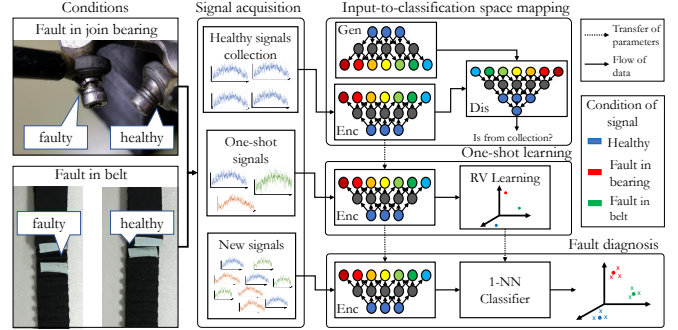 Conditions
Signal acquisition
Input-to-classification space mapping
Fault in join bearing
faulty
healthy
Fault in belt
faulty
healthy
Healthy signals
collection
One-shot
signals
New signals
Gen
Enc
Dis
Is from collection?
One-shot learning
Enc
RV Learning
Fault diagnosis
Enc
1-NN
Classifier
x x
x
x x
x
x x
x
Transfer of
parameters
Flow of
data
Condition of
signal
Healthy
Fault in
bearing
Fault in
belt